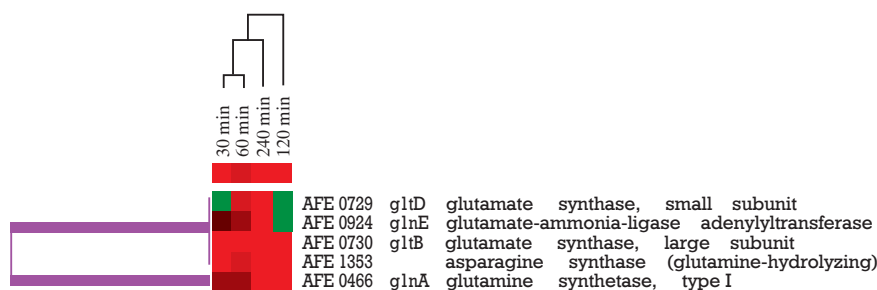 30 min
60 min
240 min
120 min
AFE 0729 gltD glutamate synthase, small subunit
AFE 0924 glnE glutamate-ammonia-ligase adenylyltransferase
AFE 0730 gltB glutamate synthase, large subunit
AFE 1353 asparagine synthase (glutamine-hydrolyzing)
AFE 0466 glnA glutamine synthetase, type I